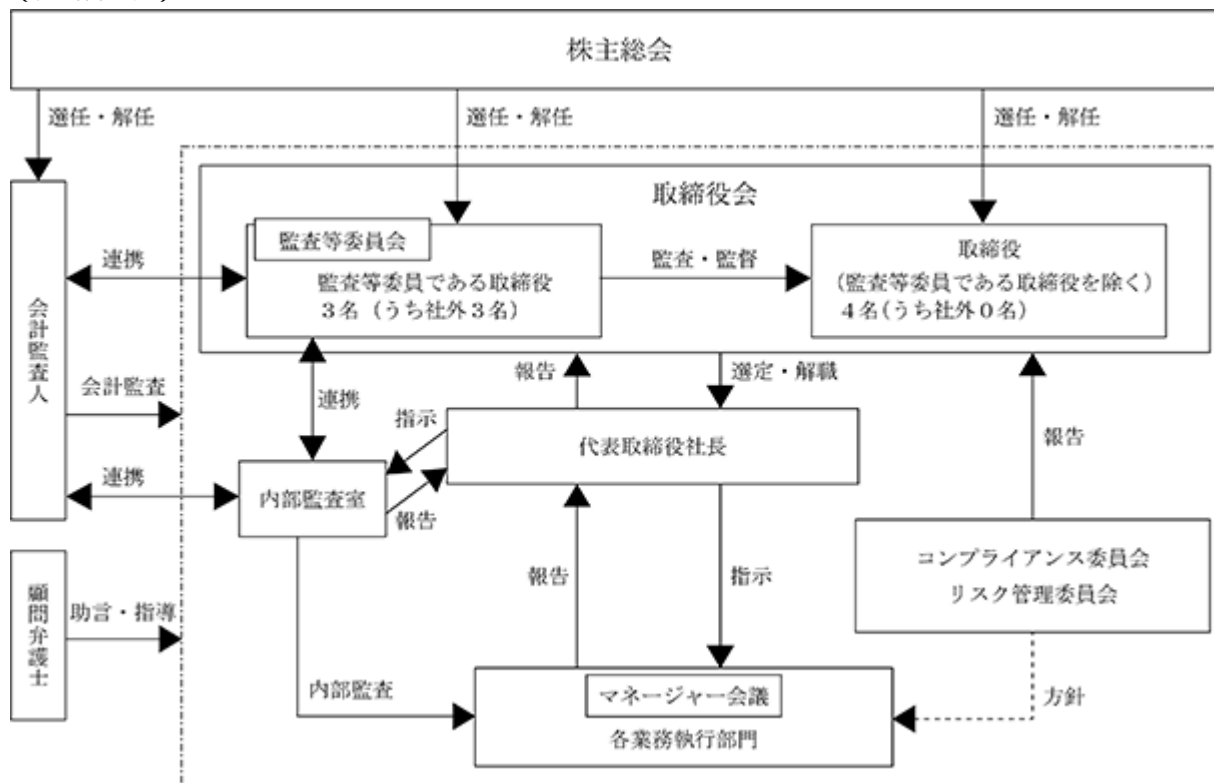 株主総会
選任・解任
選任・解任
選任・解任
取締役会
監査等委員会
監査等委員である取締役
3名（うち社外3名）
監査・監督
取締役
（監査等委員である取締役を除く）
4名（うち社外0名）
連携
会計監査人
会計監査
連携
連携
報告
選定・解職
指示
代表取締役社長
報告
内部監査室
報告
コンプライアンス委員会
リスク管理委員会
報告
指示
顧問弁護士
助言・指導
内部監査
マネージャー会議
各業務執行部門
方針